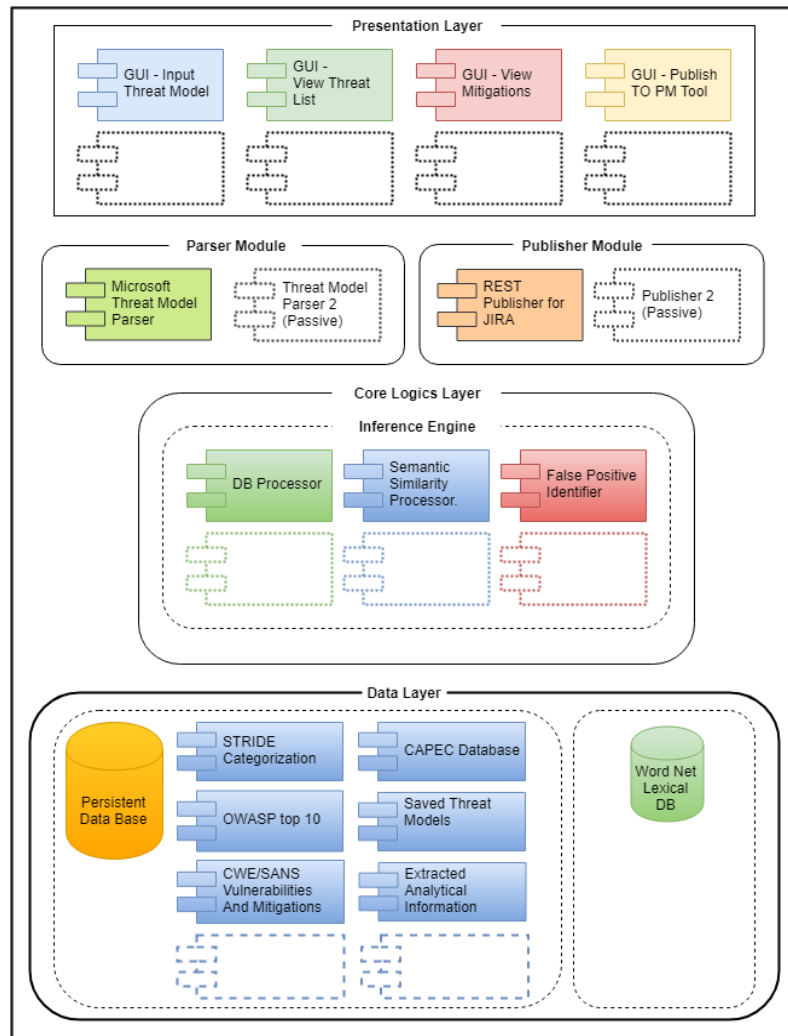 Presentation Layer
GUI - Input
Threat Model
GUI -
View Threat
List
GUI - View
Mitigations
GUI - Publish
TO PM Tool
Parser Module
Microsoft
Threat Model
Parser
Threat Model
Parser 2
(Passive)
Publisher Module
REST
Publisher for
JIRA
Publisher 2
(Passive)
Core Logics Layer
Inference Engine
DB Processor
Semantic
Similarity
Processor.
False Positive
Identifier
Data Layer
Persistent
Data Base
STRIDE
Categorization
CAPEC Database
OWASP top 10
Saved Threat
Models
CWE/SANS
Vulnerabilities
And Mitigations
Extracted
Analytical
Information
Word Net
Lexical
DB